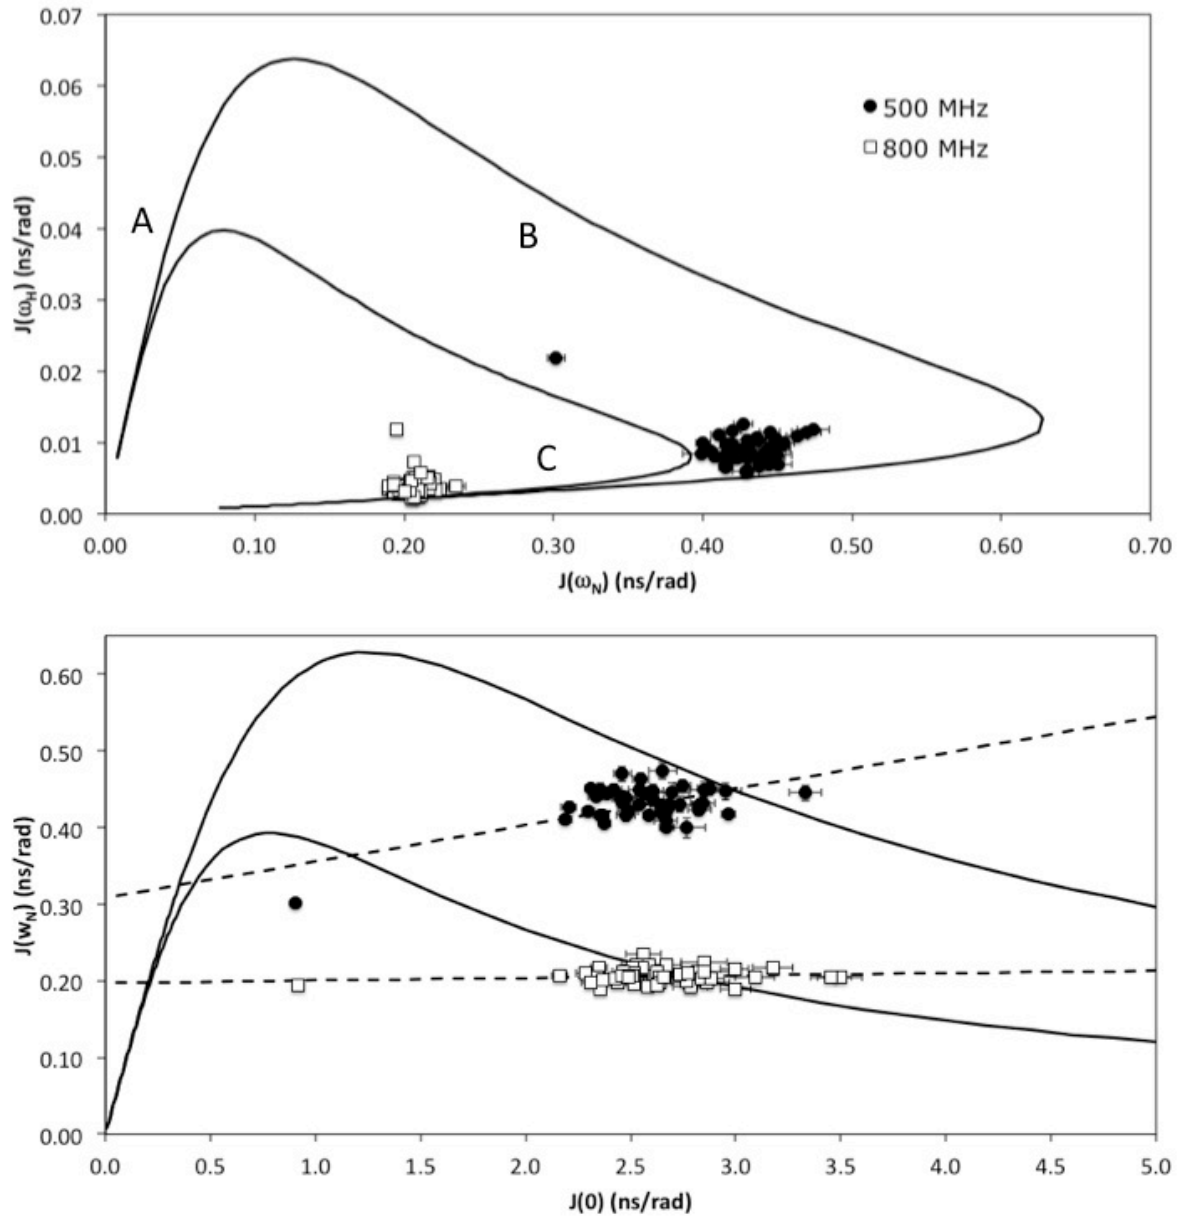 0.07
0.06
0.05
0.04
0.03
0.02
0.01
0.00
J(ωH) (ns/rad)
A
B
C
500 MHz
800 MHz
0.00 0.10 0.20 0.30 0.40 0.50 0.60 0.70
J(ωN) (ns/rad)
0.60
0.50
0.40
0.30
0.20
0.10
0.00
J(wN) (ns/rad)
0.0 0.5 1.0 1.5 2.0 2.5 3.0 3.5 4.0 4.5 5.0
J(0) (ns/rad)